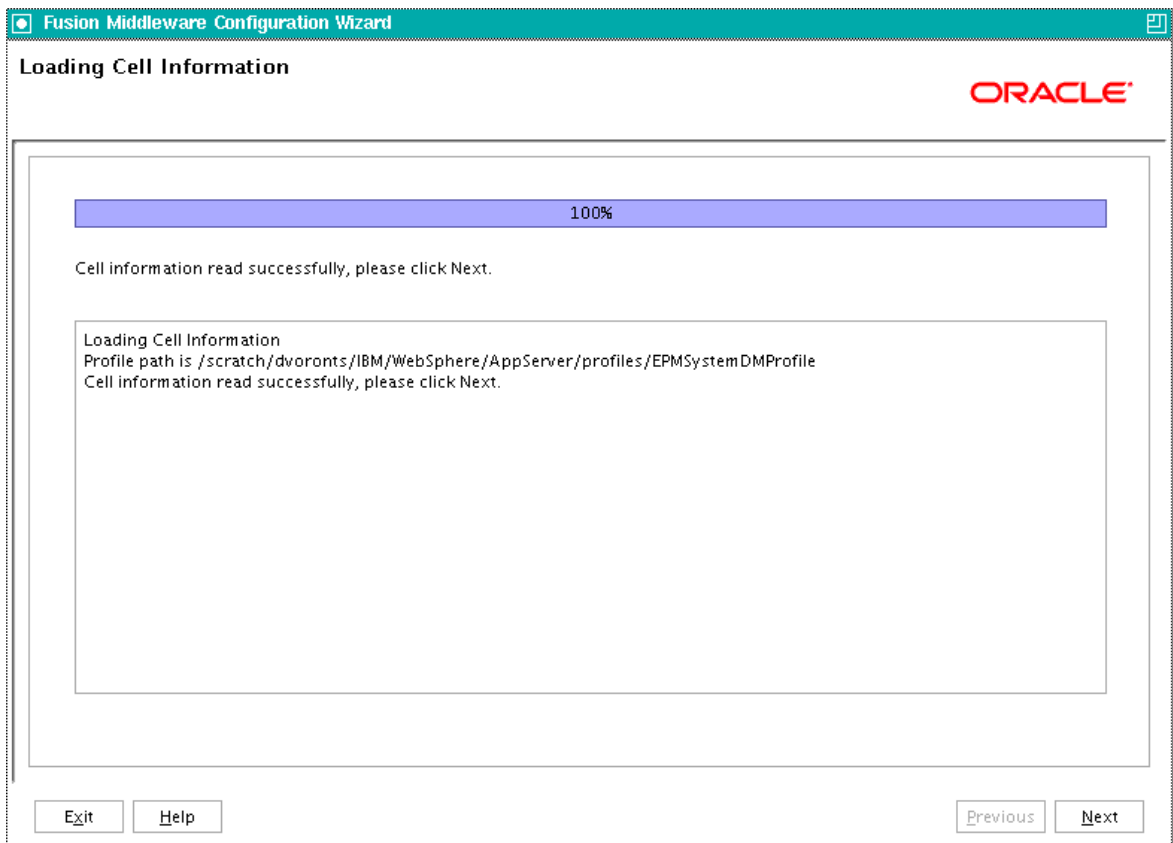 Fusion Middleware Configuration Wizard
Loading Cell Information
ORACLE
100%
Cell information read successfully, please click Next.
Loading Cell Information
Profile path is /scratch/dvoronts/IBM/WebSphere/AppServer/profiles/EPMSystemDMProfile
Cell information read successfully, please click Next.
Exit Help Previous Next